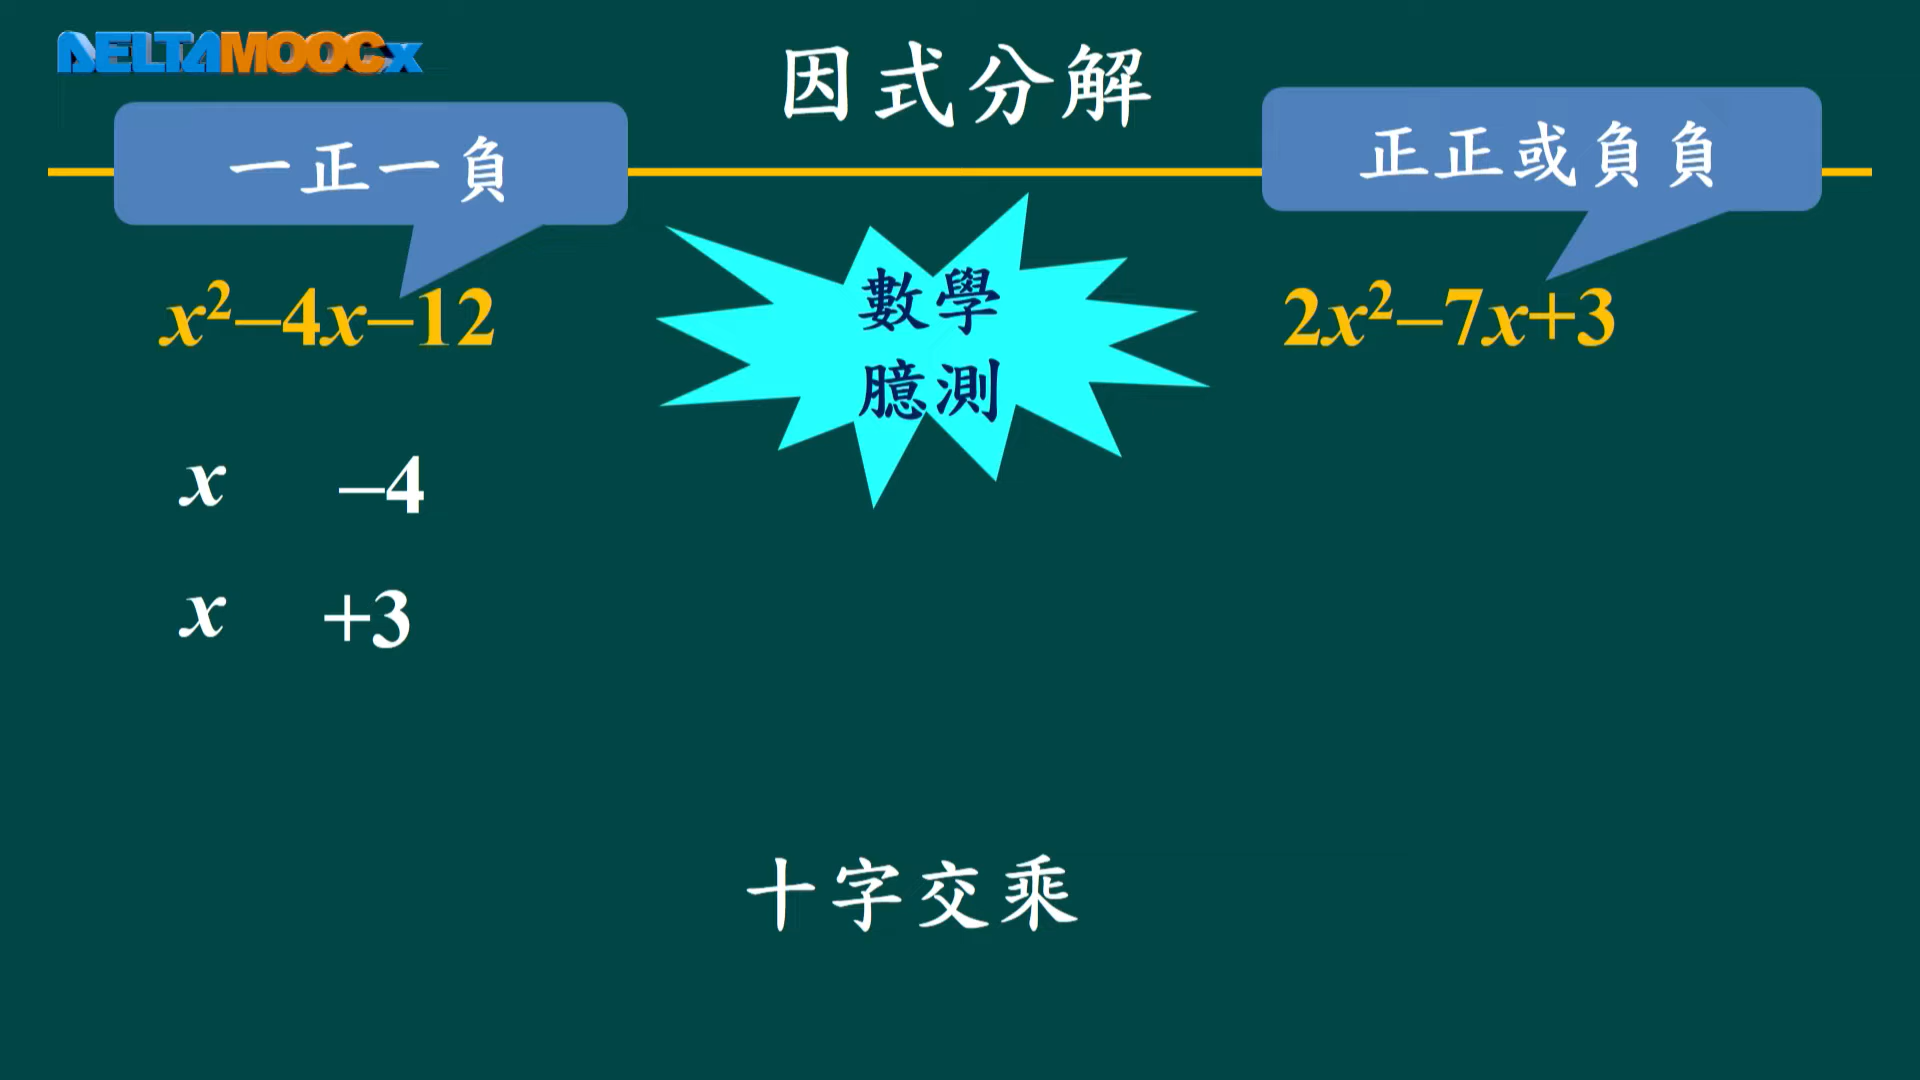 DELTAMOOCx
因式分解
一正一負
正正或負負
x²–4x–12
數學
臆測
2x²–7x+3
x –4
x +3
十字交乘